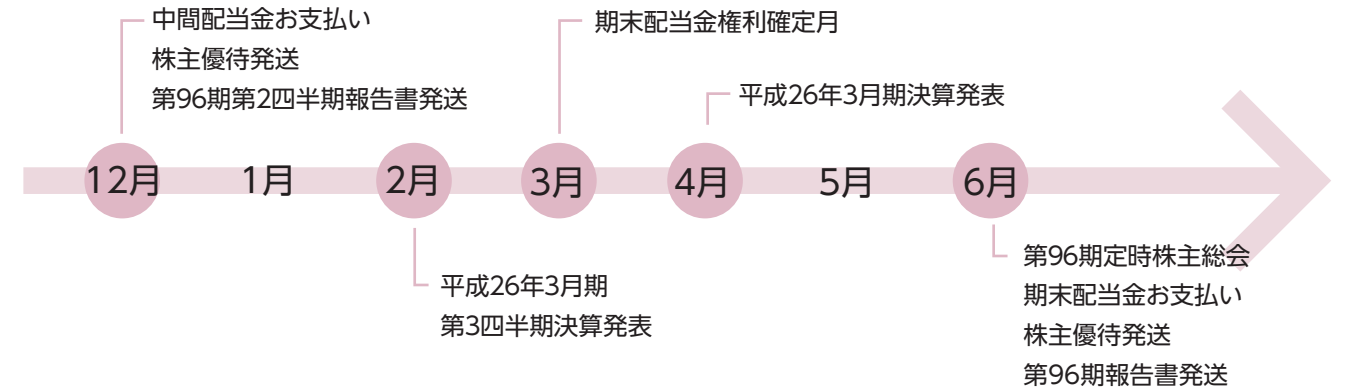 中間配当金お支払い
株主優待発送
第96期第2四半期報告書発送
期末配当金権利確定月
平成26年3月期決算発表
12月
1月
2月
3月
4月
5月
6月
平成26年3月期
第3四半期決算発表
第96期定時株主総会
期末配当金お支払い
株主優待発送
第96期報告書発送